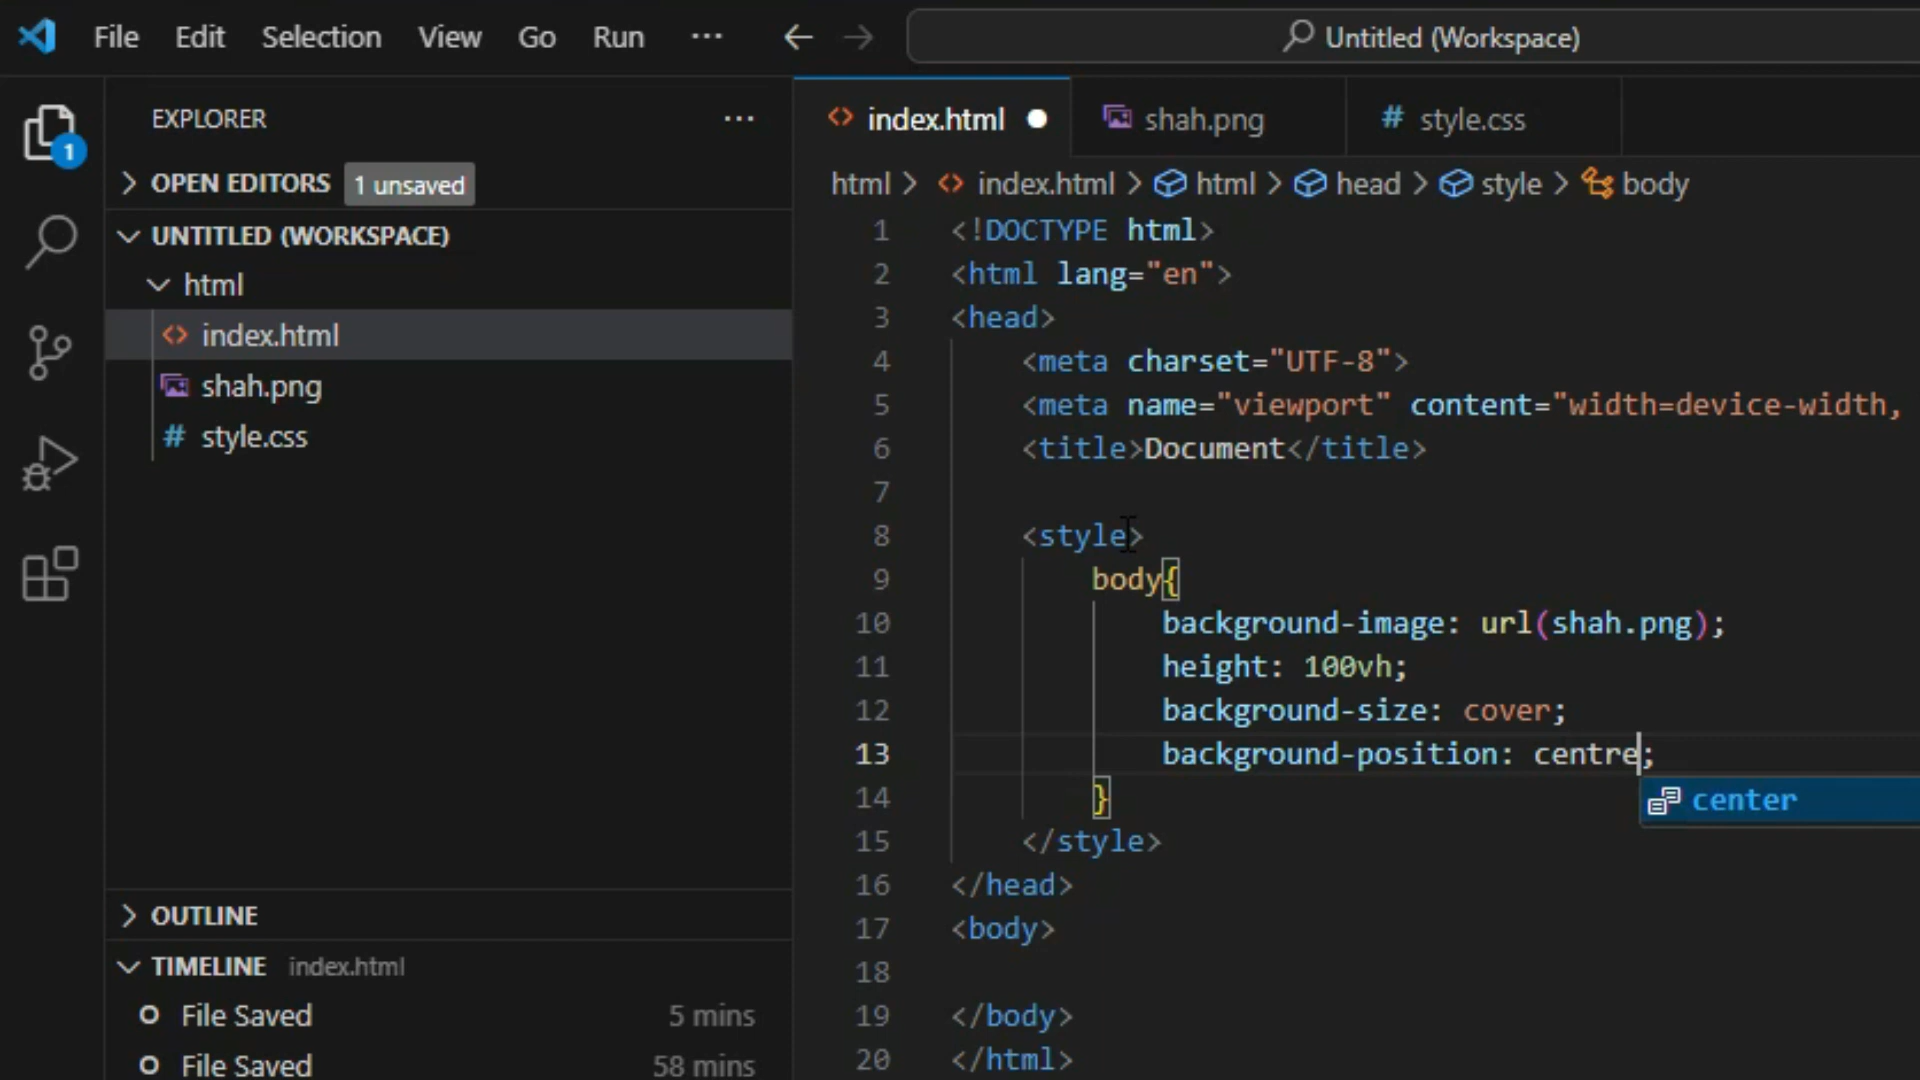 File Edit Selection View Go Run ··· Untitled (Workspace)
EXPLORER ···
1
OPEN EDITORS 1 unsaved
UNTITLED (WORKSPACE)
html
index.html
shah.png
# style.css
OUTLINE
TIMELINE index.html
File Saved 5 mins
File Saved 58 mins
<> index.html shah.png # style.css
html > <> index.html > html > head > style > body
1 <!DOCTYPE html>
2 <html lang="en">
3 <head>
4 <meta charset="UTF-8">
5 <meta name="viewport" content="width=device-width,
6 <title>Document</title>
7
8 <style>
9 body{
10 background-image: url(shah.png);
11 height: 100vh;
12 background-size: cover;
13 background-position: centre;
center
14 }
15 </style>
16 </head>
17 <body>
18
19 </body>
20 </html>